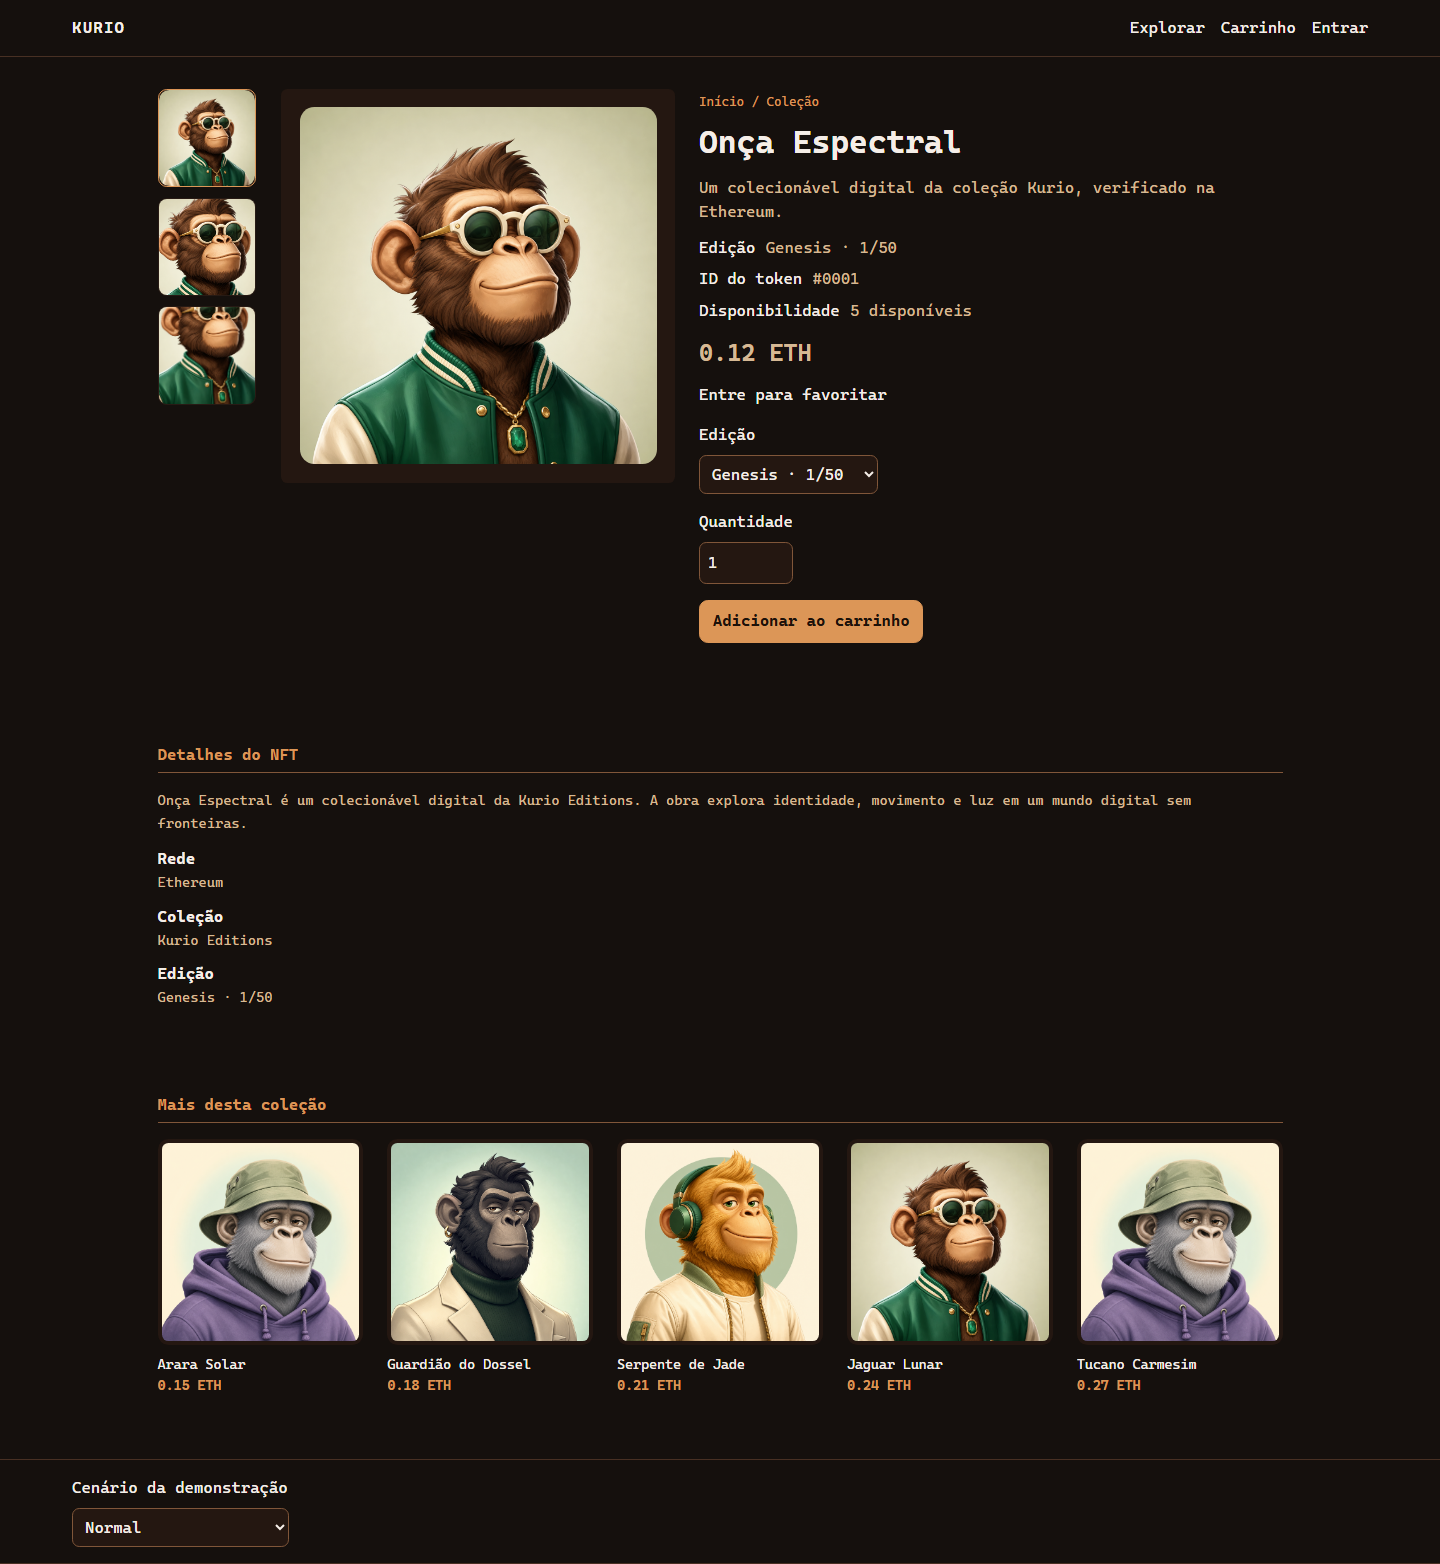 KURIO
Explorar Carrinho Entrar
Início / Coleção
Onça Espectral
Um colecionável digital da coleção Kurio, verificado na
Ethereum.
Edição Genesis · 1/50
ID do token #0001
Disponibilidade 5 disponíveis
0.12 ETH
Entre para favoritar
Edição
Genesis · 1/50
Quantidade
1
Adicionar ao carrinho
Detalhes do NFT
Onça Espectral é um colecionável digital da Kurio Editions. A obra explora identidade, movimento e luz em um mundo digital sem
fronteiras.
Rede
Ethereum
Coleção
Kurio Editions
Edição
Genesis · 1/50
Mais desta coleção
Arara Solar
0.15 ETH
Guardião do Dossel
0.18 ETH
Serpente de Jade
0.21 ETH
Jaguar Lunar
0.24 ETH
Tucano Carmesim
0.27 ETH
Cenário da demonstração
Normal